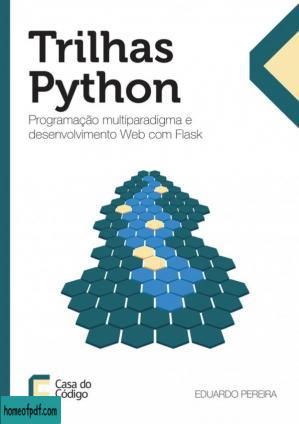 Trilhas
Python
Programação multiparadigma e
desenvolvimento Web com Flask
Casa do
Código
EDUARDO PEREIRA
homeofpdf.com